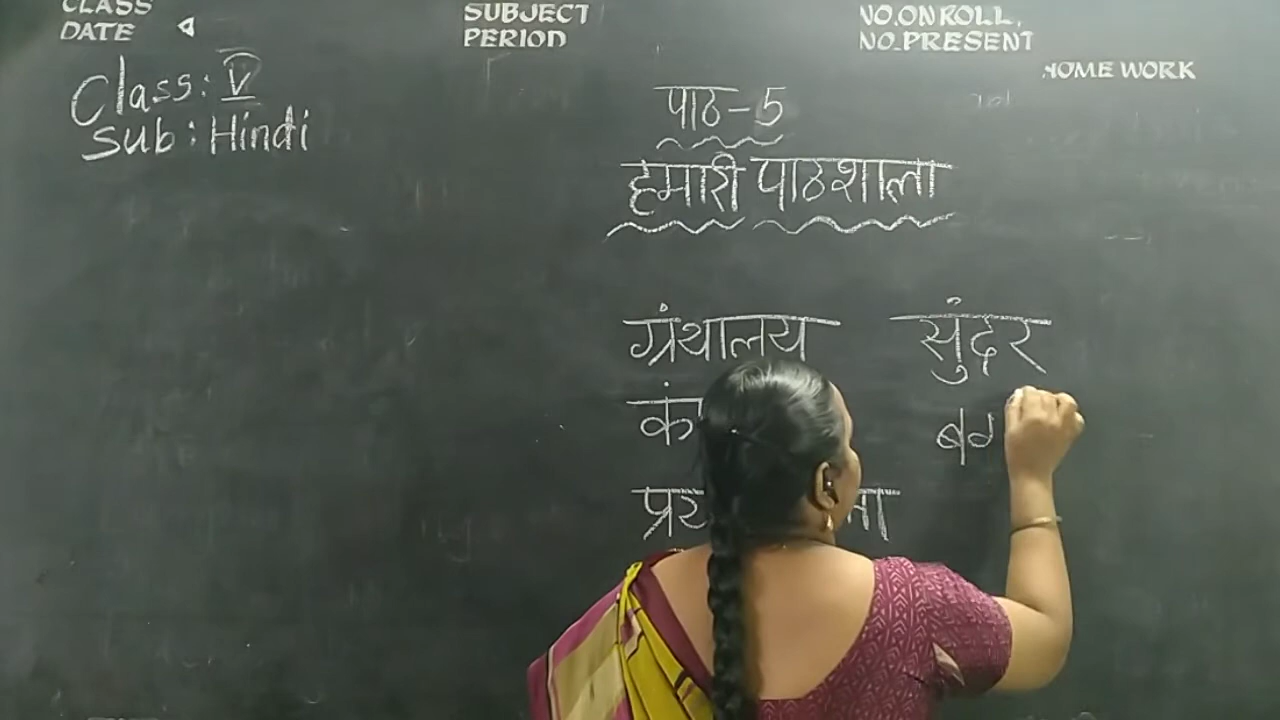 CLASS
DATE
SUBJECT
PERIOD
NO.ON ROLL.
NO.PRESENT
HOME WORK
Class: V
Sub: Hindi
पाठ-5
हमारी पाठशाला
ग्रंथालय सुंदर